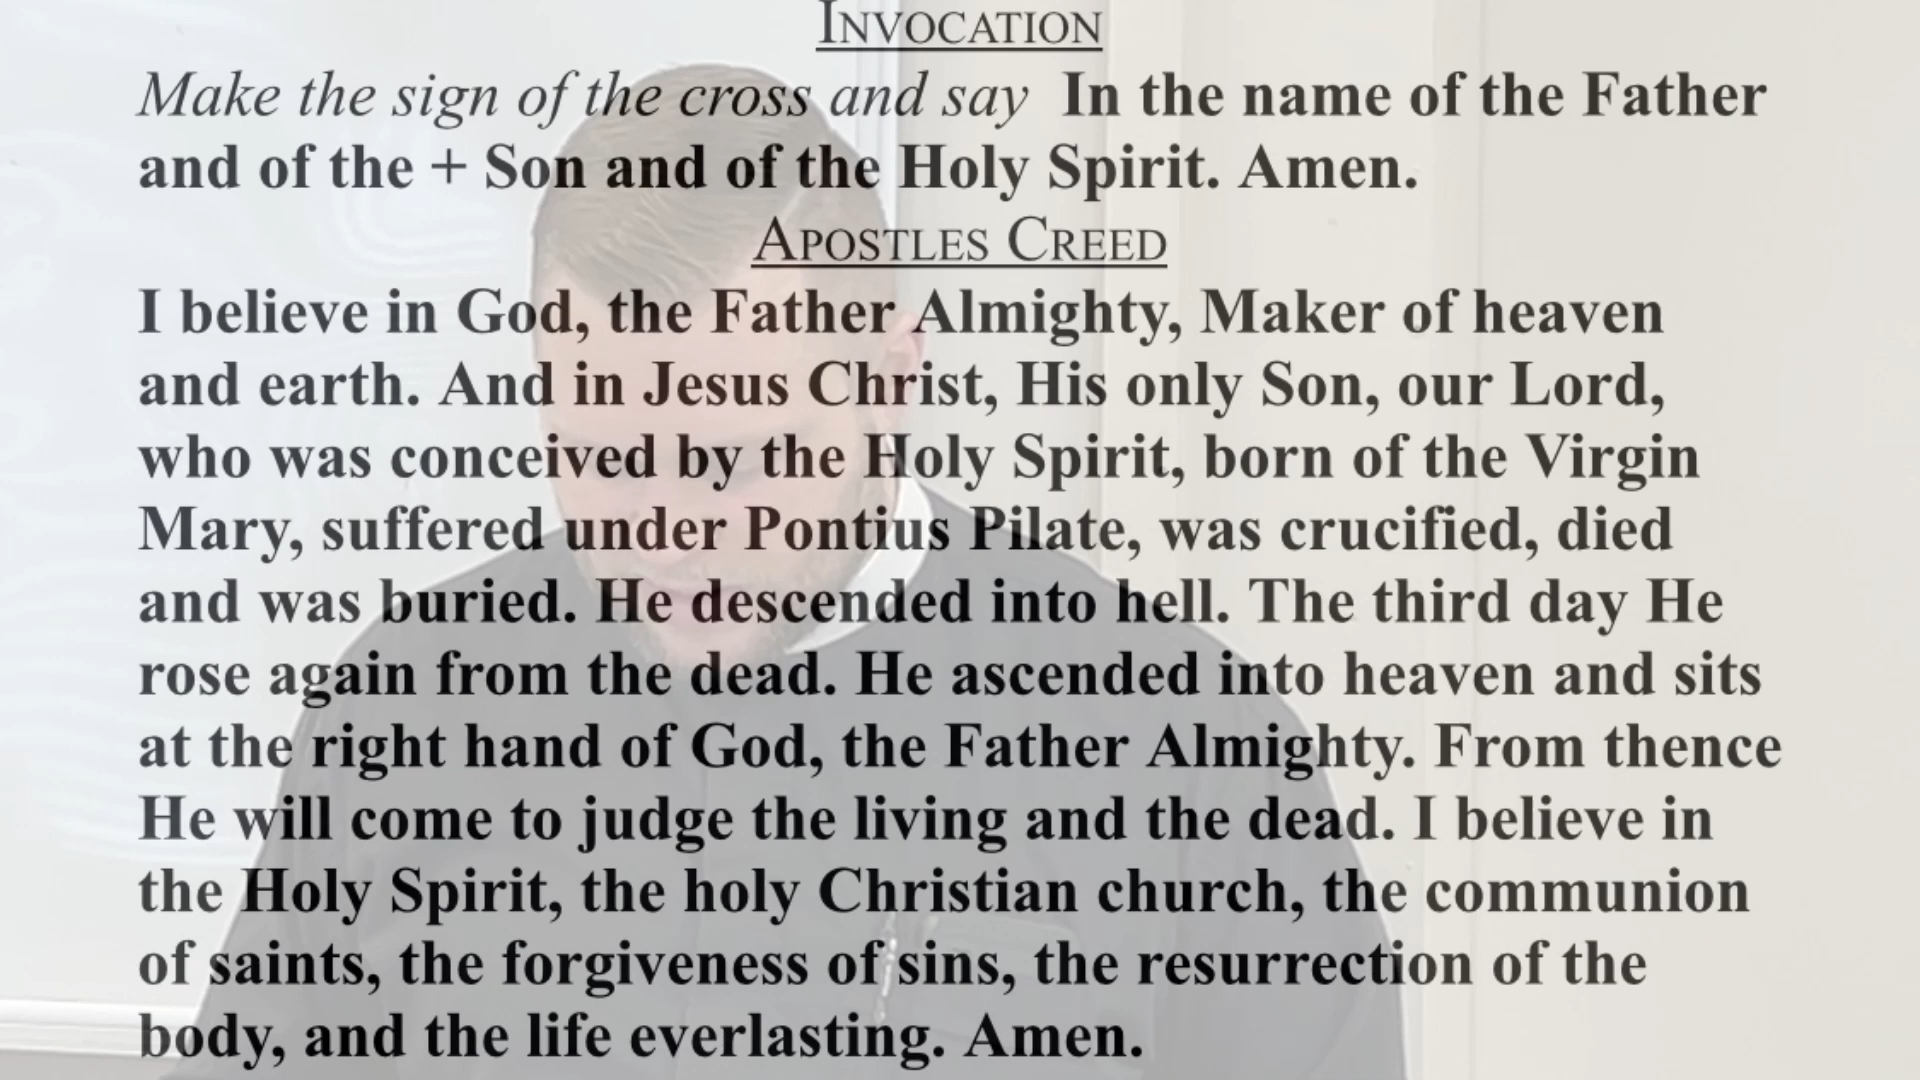 INVOCATION
Make the sign of the cross and say In the name of the Father
and of the + Son and of the Holy Spirit. Amen.
APOSTLES CREED
I believe in God, the Father Almighty, Maker of heaven
and earth. And in Jesus Christ, His only Son, our Lord,
who was conceived by the Holy Spirit, born of the Virgin
Mary, suffered under Pontius Pilate, was crucified, died
and was buried. He descended into hell. The third day He
rose again from the dead. He ascended into heaven and sits
at the right hand of God, the Father Almighty. From thence
He will come to judge the living and the dead. I believe in
the Holy Spirit, the holy Christian church, the communion
of saints, the forgiveness of sins, the resurrection of the
body, and the life everlasting. Amen.